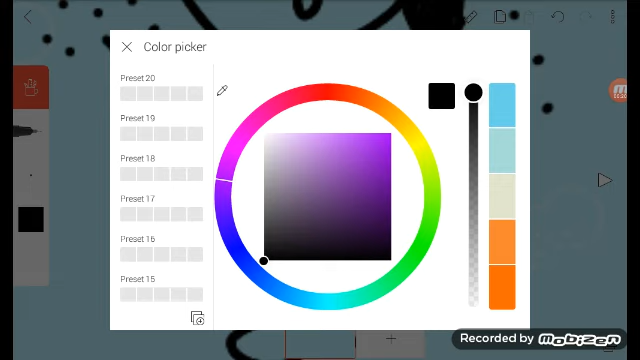 Color picker
Preset 20
Preset 19
Preset 18
Preset 17
Preset 16
Preset 15
Recorded by MOBIZEN